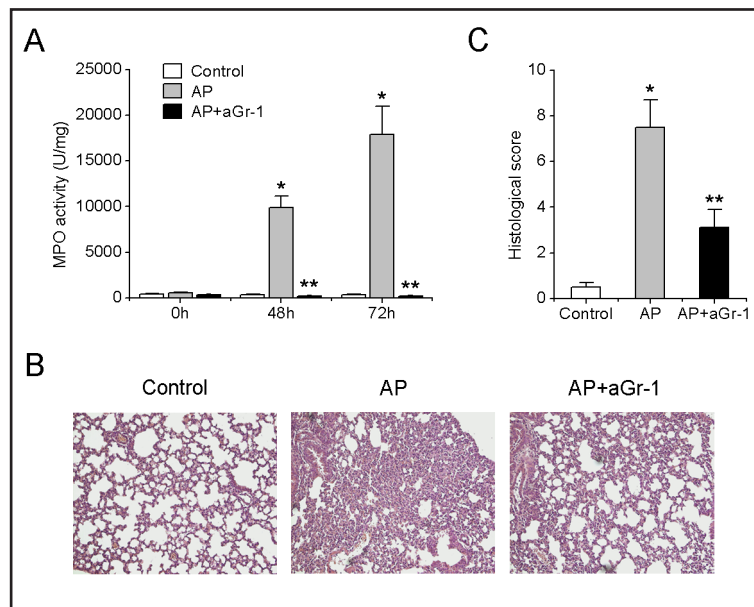 A
MPO activity (U/mg)
25000
20000
15000
10000
5000
0
Control
AP
AP+aGr-1
*
*
**
**
0h
48h
72h
C
Histological score
10
8
6
4
2
0
*
**
Control
AP
AP+aGr-1
B
Control
AP
AP+aGr-1